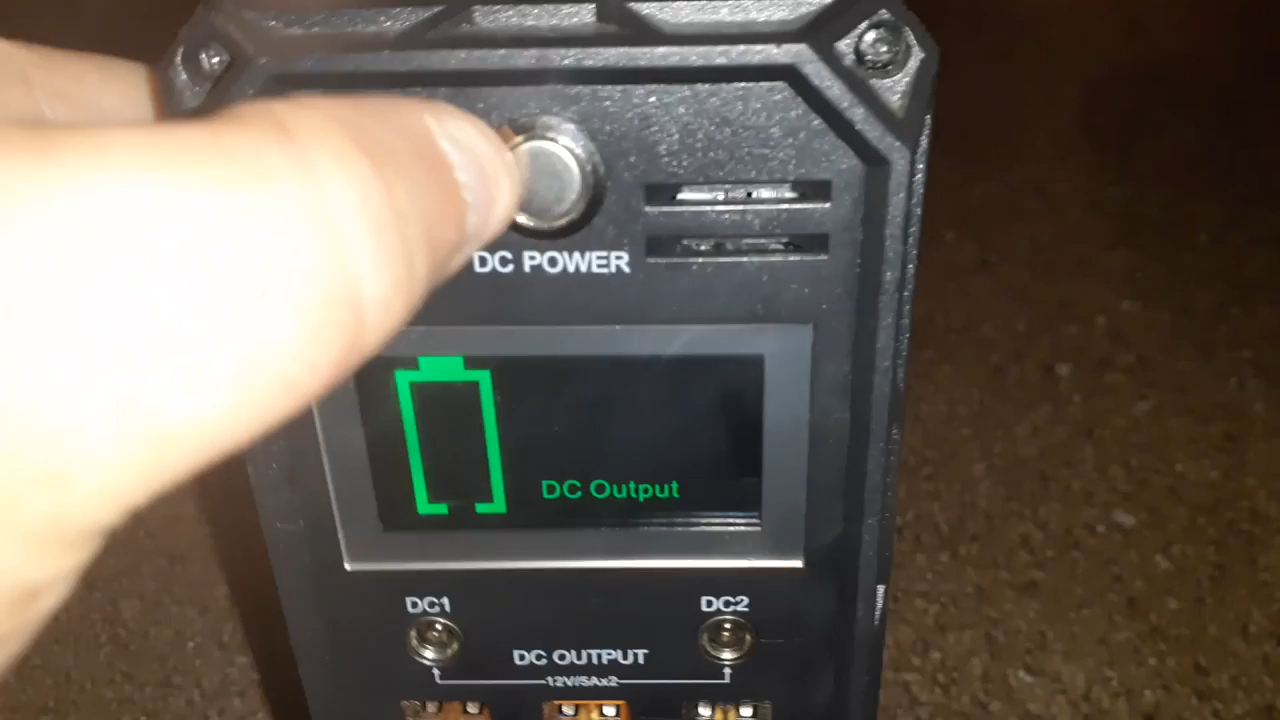 DC POWER
DC Output
DC1
DC2
DC OUTPUT
12V/5Ax2